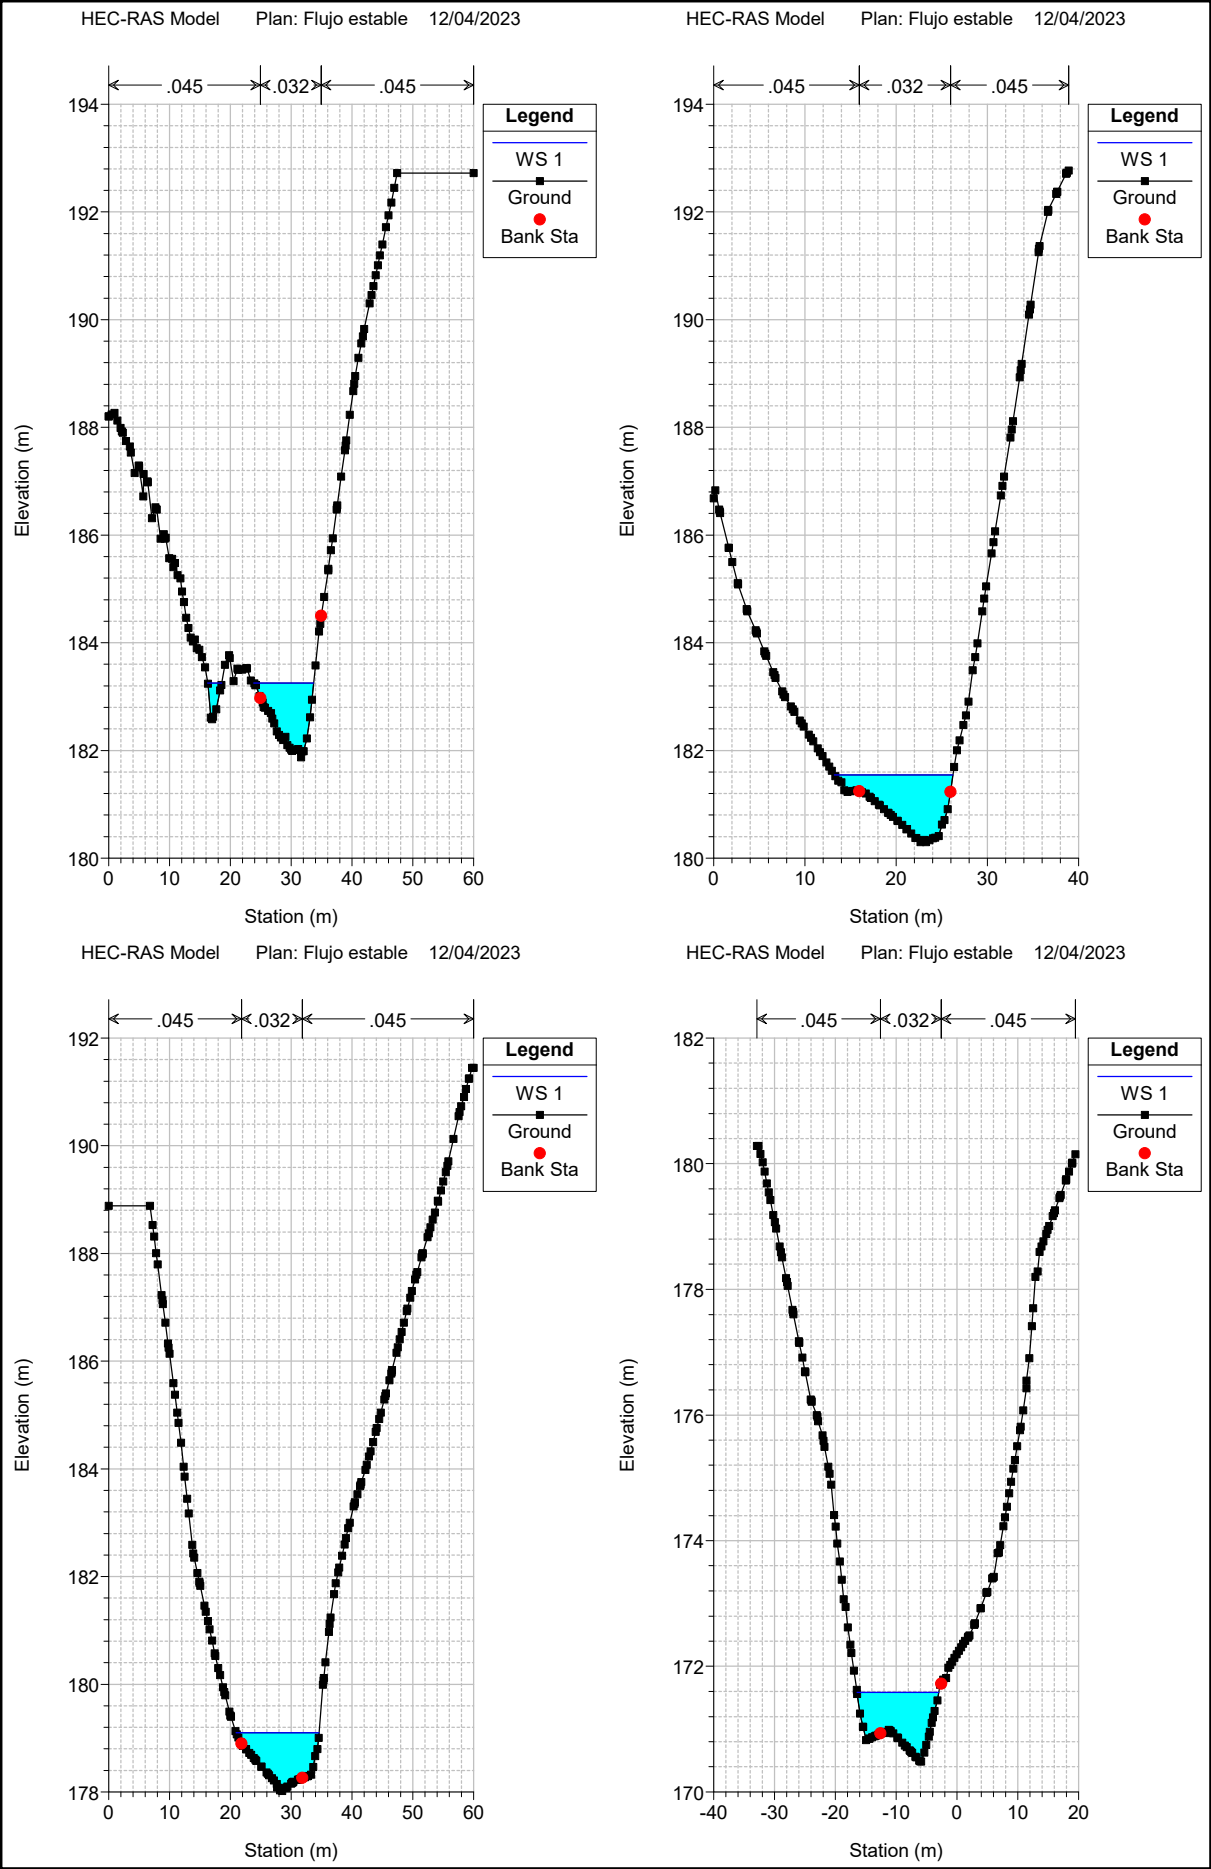 HEC-RAS Model Plan: Flujo estable 12/04/2023
.045 .032 .045
Legend
WS 1
Ground
Bank Sta
194
192
190
188
186
184
182
180
0 10 20 30 40 50 60
Elevation (m)
Station (m)
HEC-RAS Model Plan: Flujo estable 12/04/2023
.045 .032 .045
Legend
WS 1
Ground
Bank Sta
194
192
190
188
186
184
182
180
0 10 20 30 40
Elevation (m)
Station (m)
HEC-RAS Model Plan: Flujo estable 12/04/2023
.045 .032 .045
Legend
WS 1
Ground
Bank Sta
192
190
188
186
184
182
180
178
0 10 20 30 40 50 60
Elevation (m)
Station (m)
HEC-RAS Model Plan: Flujo estable 12/04/2023
.045 .032 .045
Legend
WS 1
Ground
Bank Sta
182
180
178
176
174
172
170
-40 -30 -20 -10 0 10 20
Elevation (m)
Station (m)